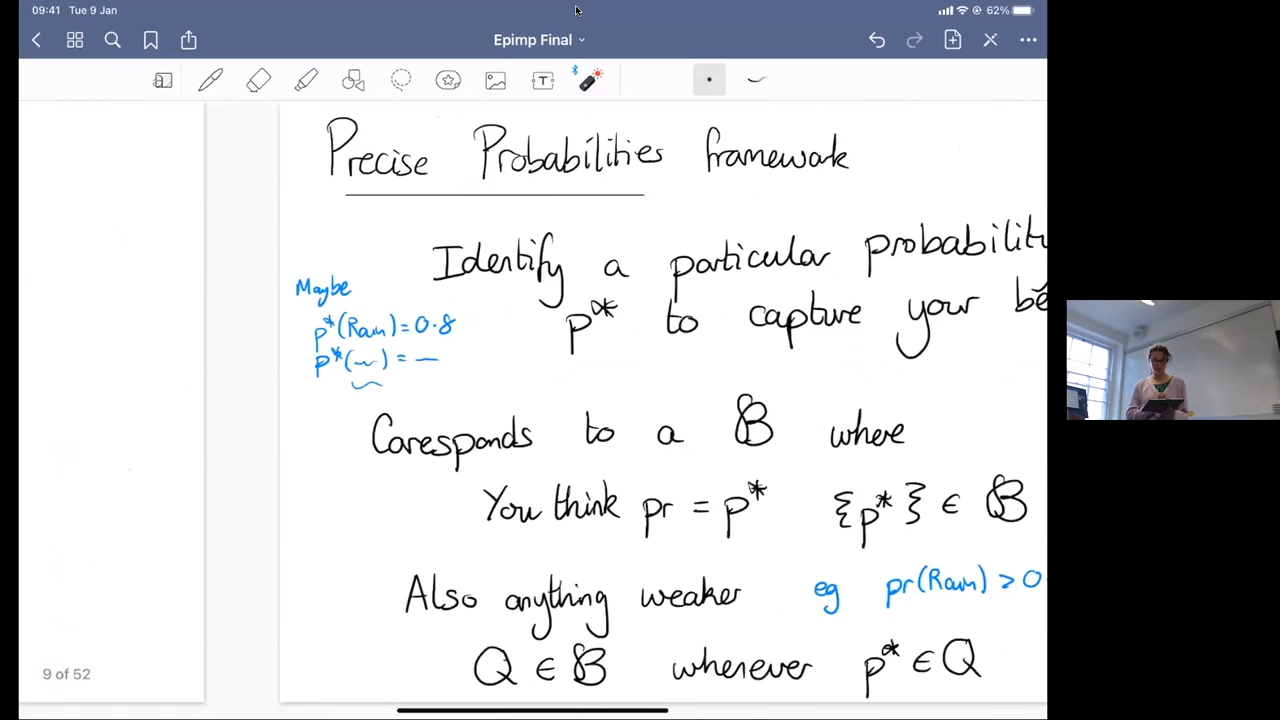 09:41 Tue 9 Jan
62%
Epimp Final
T
Precise Probabilities framework
Identify a particular probability
p* to capture your be
Maybe
p*(Rain) = 0.8
p*(~) = —
Corresponds to a 𝔹 where
You think pr = p* {p*} ∈ 𝔹
Also anything weaker eg pr(Rain) > 0
Q ∈ 𝔹 whenever p* ∈ Q
9 of 52